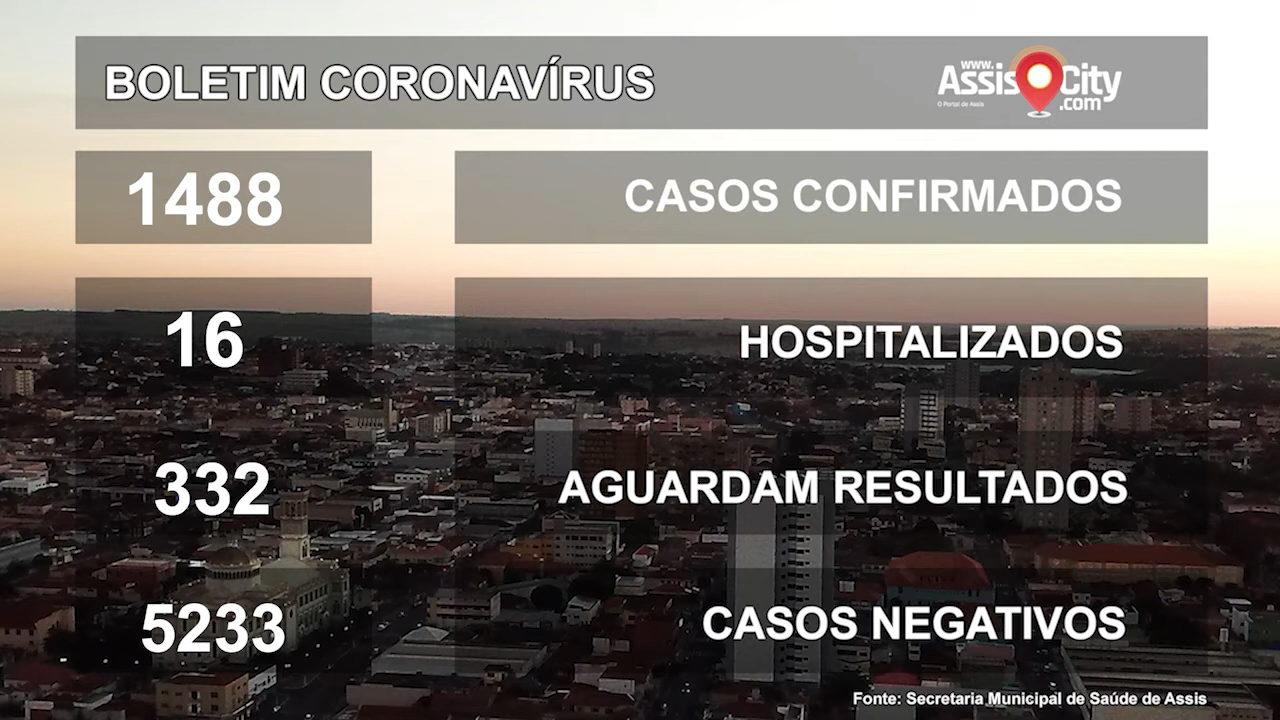 BOLETIM CORONAVÍRUS
www.
AssisCity
.com
O Portal de Assis
1488 CASOS CONFIRMADOS
16 HOSPITALIZADOS
332 AGUARDAM RESULTADOS
5233 CASOS NEGATIVOS
Fonte: Secretaria Municipal de Saúde de Assis